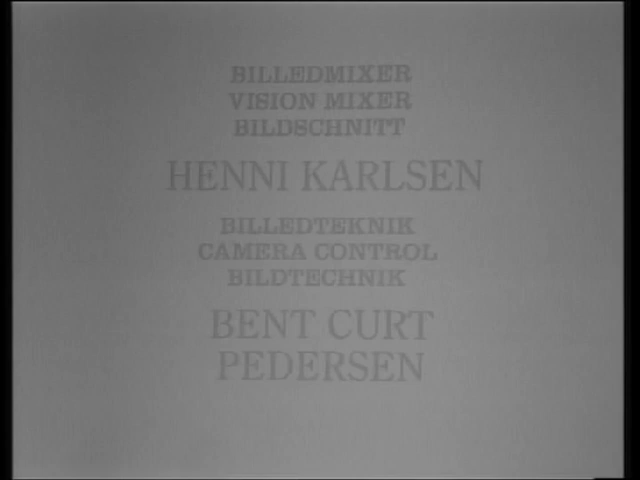 BILLEDMIXER
VISION MIXER
BILDSCHNITT
HENNI KARLSEN
BILLEDTEKNIK
CAMERA CONTROL
BILDTECHNIK
BENT CURT
PEDERSEN